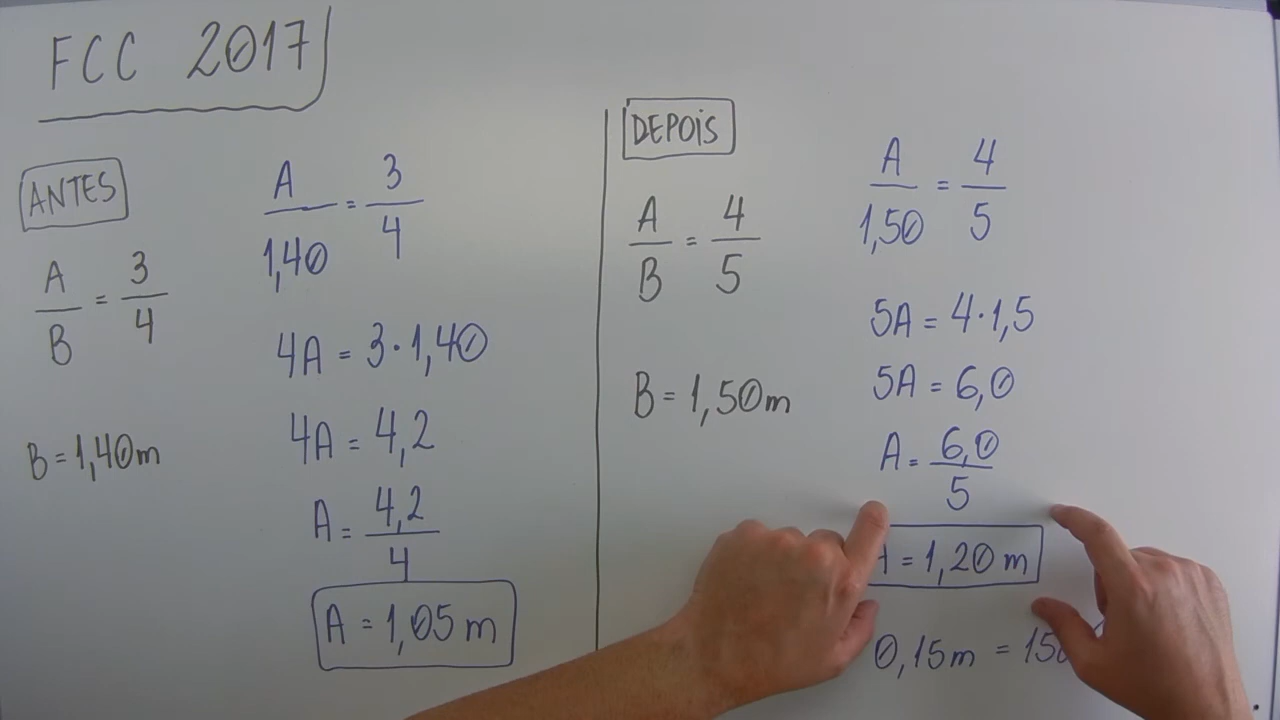 FCC 2017
ANTES
A/B = 3/4
B = 1,40m
A/1,40 = 3/4
4A = 3·1,40
4A = 4,2
A = 4,2/4
A = 1,05 m
DEPOIS
A/B = 4/5
B = 1,50m
A/1,50 = 4/5
5A = 4·1,5
5A = 6,0
A = 6,0/5
= 1,20 m
0,15m = 15